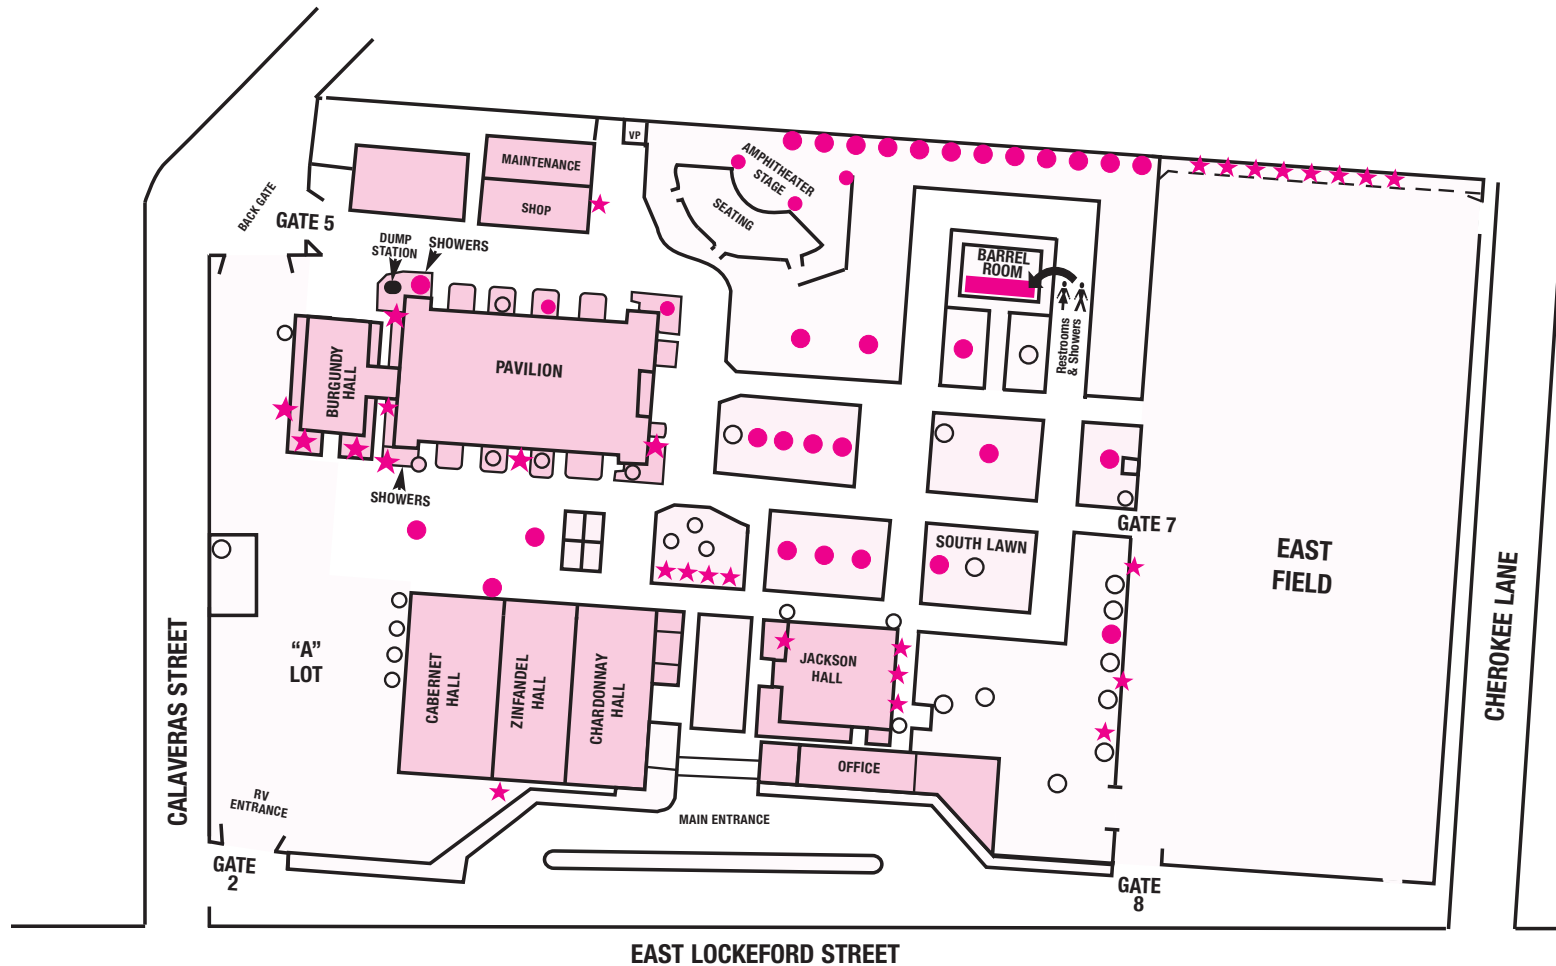 VP
MAINTENANCE
SHOP
AMPHITHEATER
STAGE
SEATING
BACK GATE
GATE 5
DUMP
STATION
SHOWERS
BARREL
ROOM
Restrooms
& Showers
PAVILION
BURGUNDY
HALL
SHOWERS
GATE 7
SOUTH LAWN
EAST
FIELD
CHEROKEE LANE
CALAVERAS STREET
“A”
LOT
CABERNET
HALL
ZINFANDEL
HALL
CHARDONNAY
HALL
JACKSON
HALL
OFFICE
RV
ENTRANCE
MAIN ENTRANCE
GATE
2
GATE
8
EAST LOCKEFORD STREET